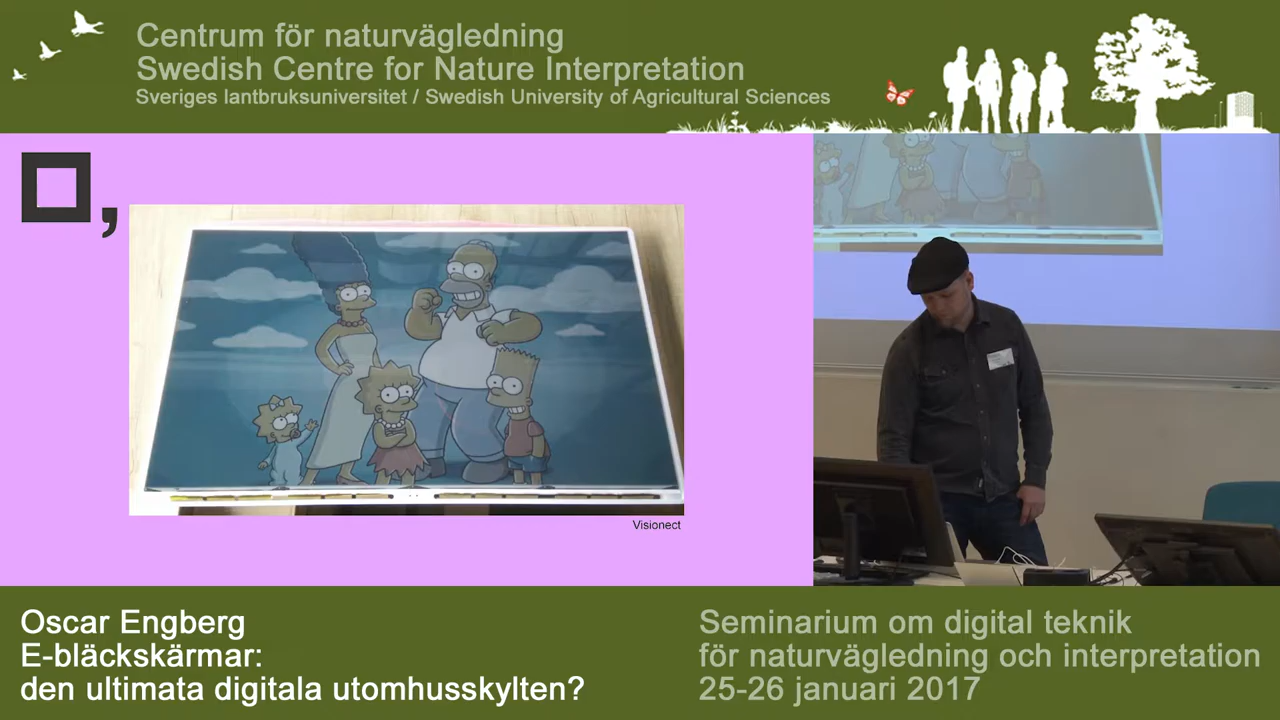 Centrum för naturvägledning
Swedish Centre for Nature Interpretation
Sveriges lantbruksuniversitet / Swedish University of Agricultural Sciences
Visionect
Oscar Engberg
E-bläckskärmar:
den ultimata digitala utomhusskylten?
Seminarium om digital teknik
för naturvägledning och interpretation
25-26 januari 2017